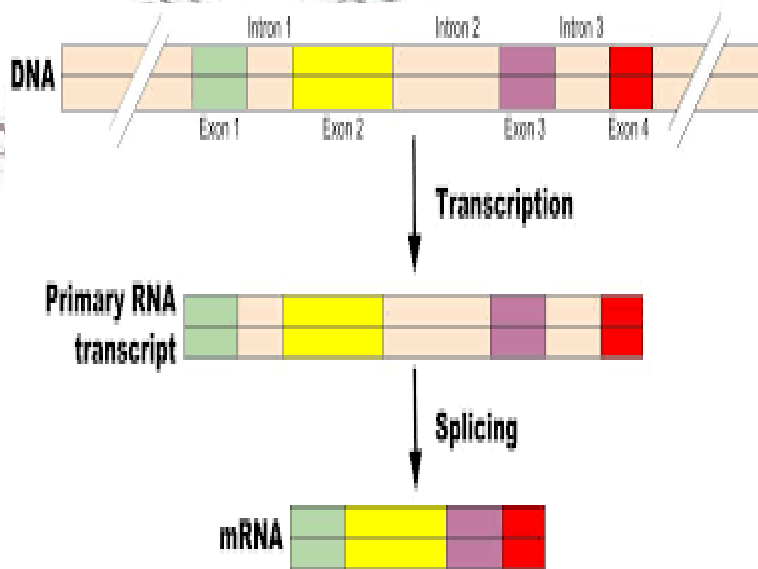 Intron 1 Intron 2 Intron 3
DNA
Exon 1 Exon 2 Exon 3 Exon 4
Transcription
Primary RNA
transcript
Splicing
mRNA